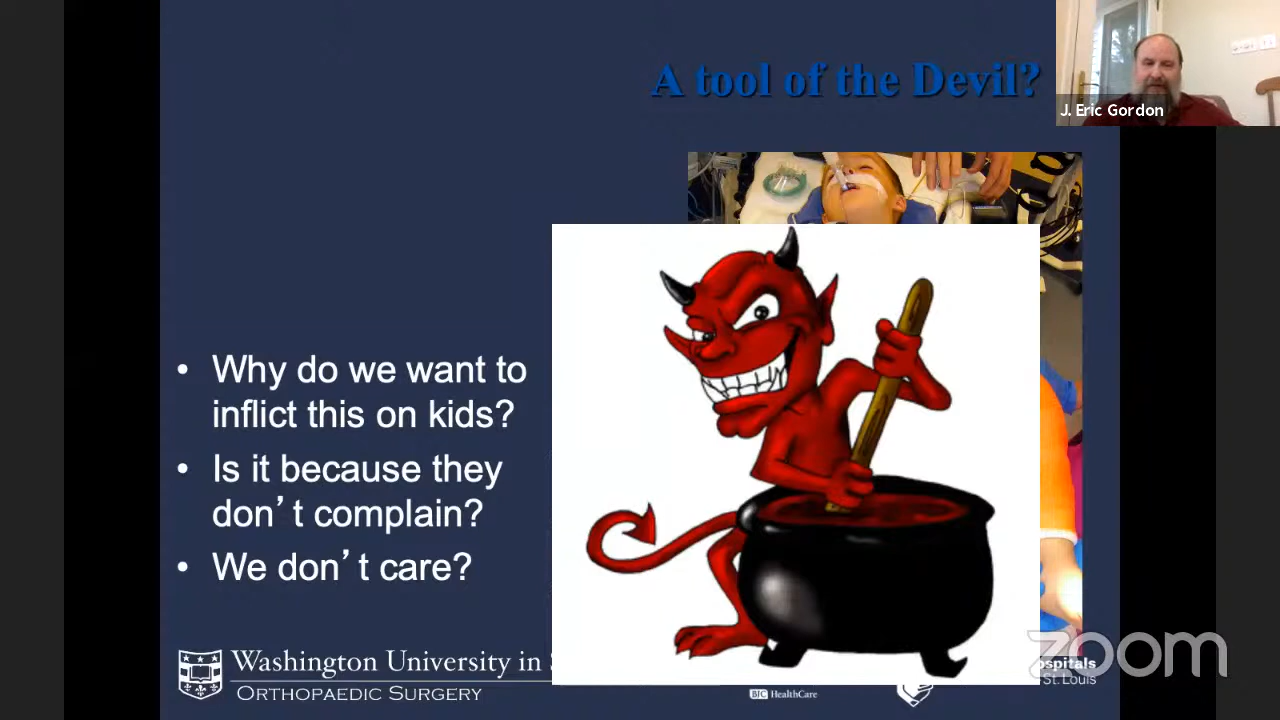 A tool of the Devil?
J. Eric Gordon
• Why do we want to
inflict this on kids?
• Is it because they
don’t complain?
• We don’t care?
Washington University in S
ORTHOPAEDIC SURGERY
BJC HealthCare
ospitals
St. Louis
zoom